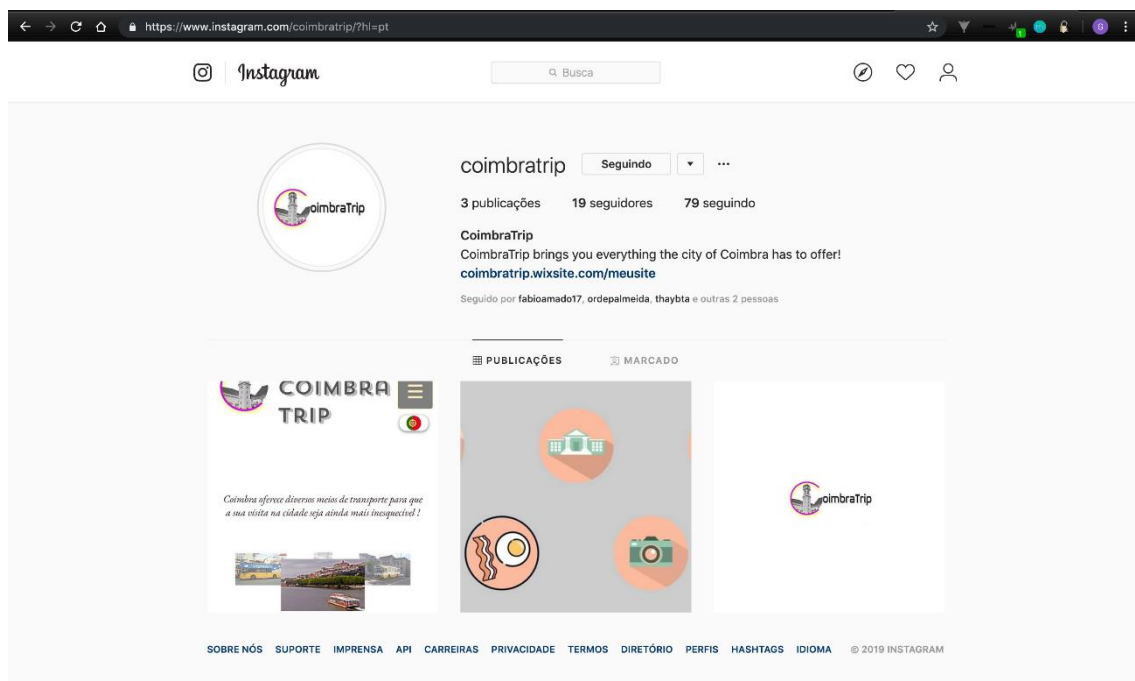 https://www.instagram.com/coimbratrip/?hl=pt
1
G
Instagram
Busca
coimbratrip Seguindo
3 publicações 19 seguidores 79 seguindo
CoimbraTrip
CoimbraTrip brings you everything the city of Coimbra has to offer!
coimbratrip.wixsite.com/meusite
Seguido por fabioamado17, ordepalmeida, thaybta e outras 2 pessoas
oimbraTrip
PUBLICAÇÕES MARCADO
COIMBRA
TRIP
Coimbra oferece diversos meios de transporte para que
a sua visita na cidade seja ainda mais inesquecível !
oimbraTrip
SOBRE NÓS SUPORTE IMPRENSA API CARREIRAS PRIVACIDADE TERMOS DIRETÓRIO PERFIS HASHTAGS IDIOMA © 2019 INSTAGRAM